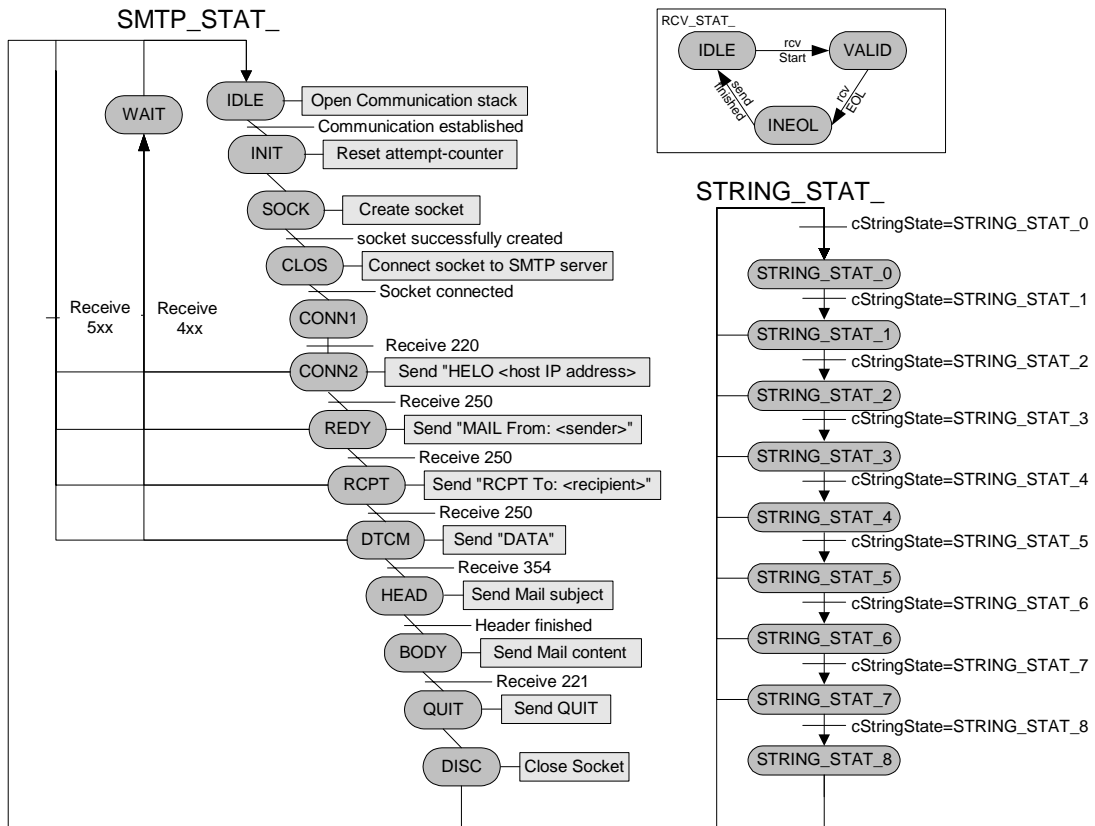 SMTP_STAT_
WAIT
IDLE
Open Communication stack
Communication established
INIT
Reset attempt-counter
SOCK
Create socket
socket successfully created
CLOS
Connect socket to SMTP server
Socket connected
Receive
5xx
Receive
4xx
CONN1
Receive 220
CONN2
Send "HELO <host IP address>
Receive 250
REDY
Send "MAIL From: <sender>"
Receive 250
RCPT
Send "RCPT To: <recipient>"
Receive 250
DTCM
Send "DATA"
Receive 354
HEAD
Send Mail subject
Header finished
BODY
Send Mail content
Receive 221
QUIT
Send QUIT
DISC
Close Socket
RCV_STAT_
IDLE
rcv
Start
VALID
rcv
EOL
INEOL
send
finished
STRING_STAT_
cStringState=STRING_STAT_0
STRING_STAT_0
cStringState=STRING_STAT_1
STRING_STAT_1
cStringState=STRING_STAT_2
STRING_STAT_2
cStringState=STRING_STAT_3
STRING_STAT_3
cStringState=STRING_STAT_4
STRING_STAT_4
cStringState=STRING_STAT_5
STRING_STAT_5
cStringState=STRING_STAT_6
STRING_STAT_6
cStringState=STRING_STAT_7
STRING_STAT_7
cStringState=STRING_STAT_8
STRING_STAT_8